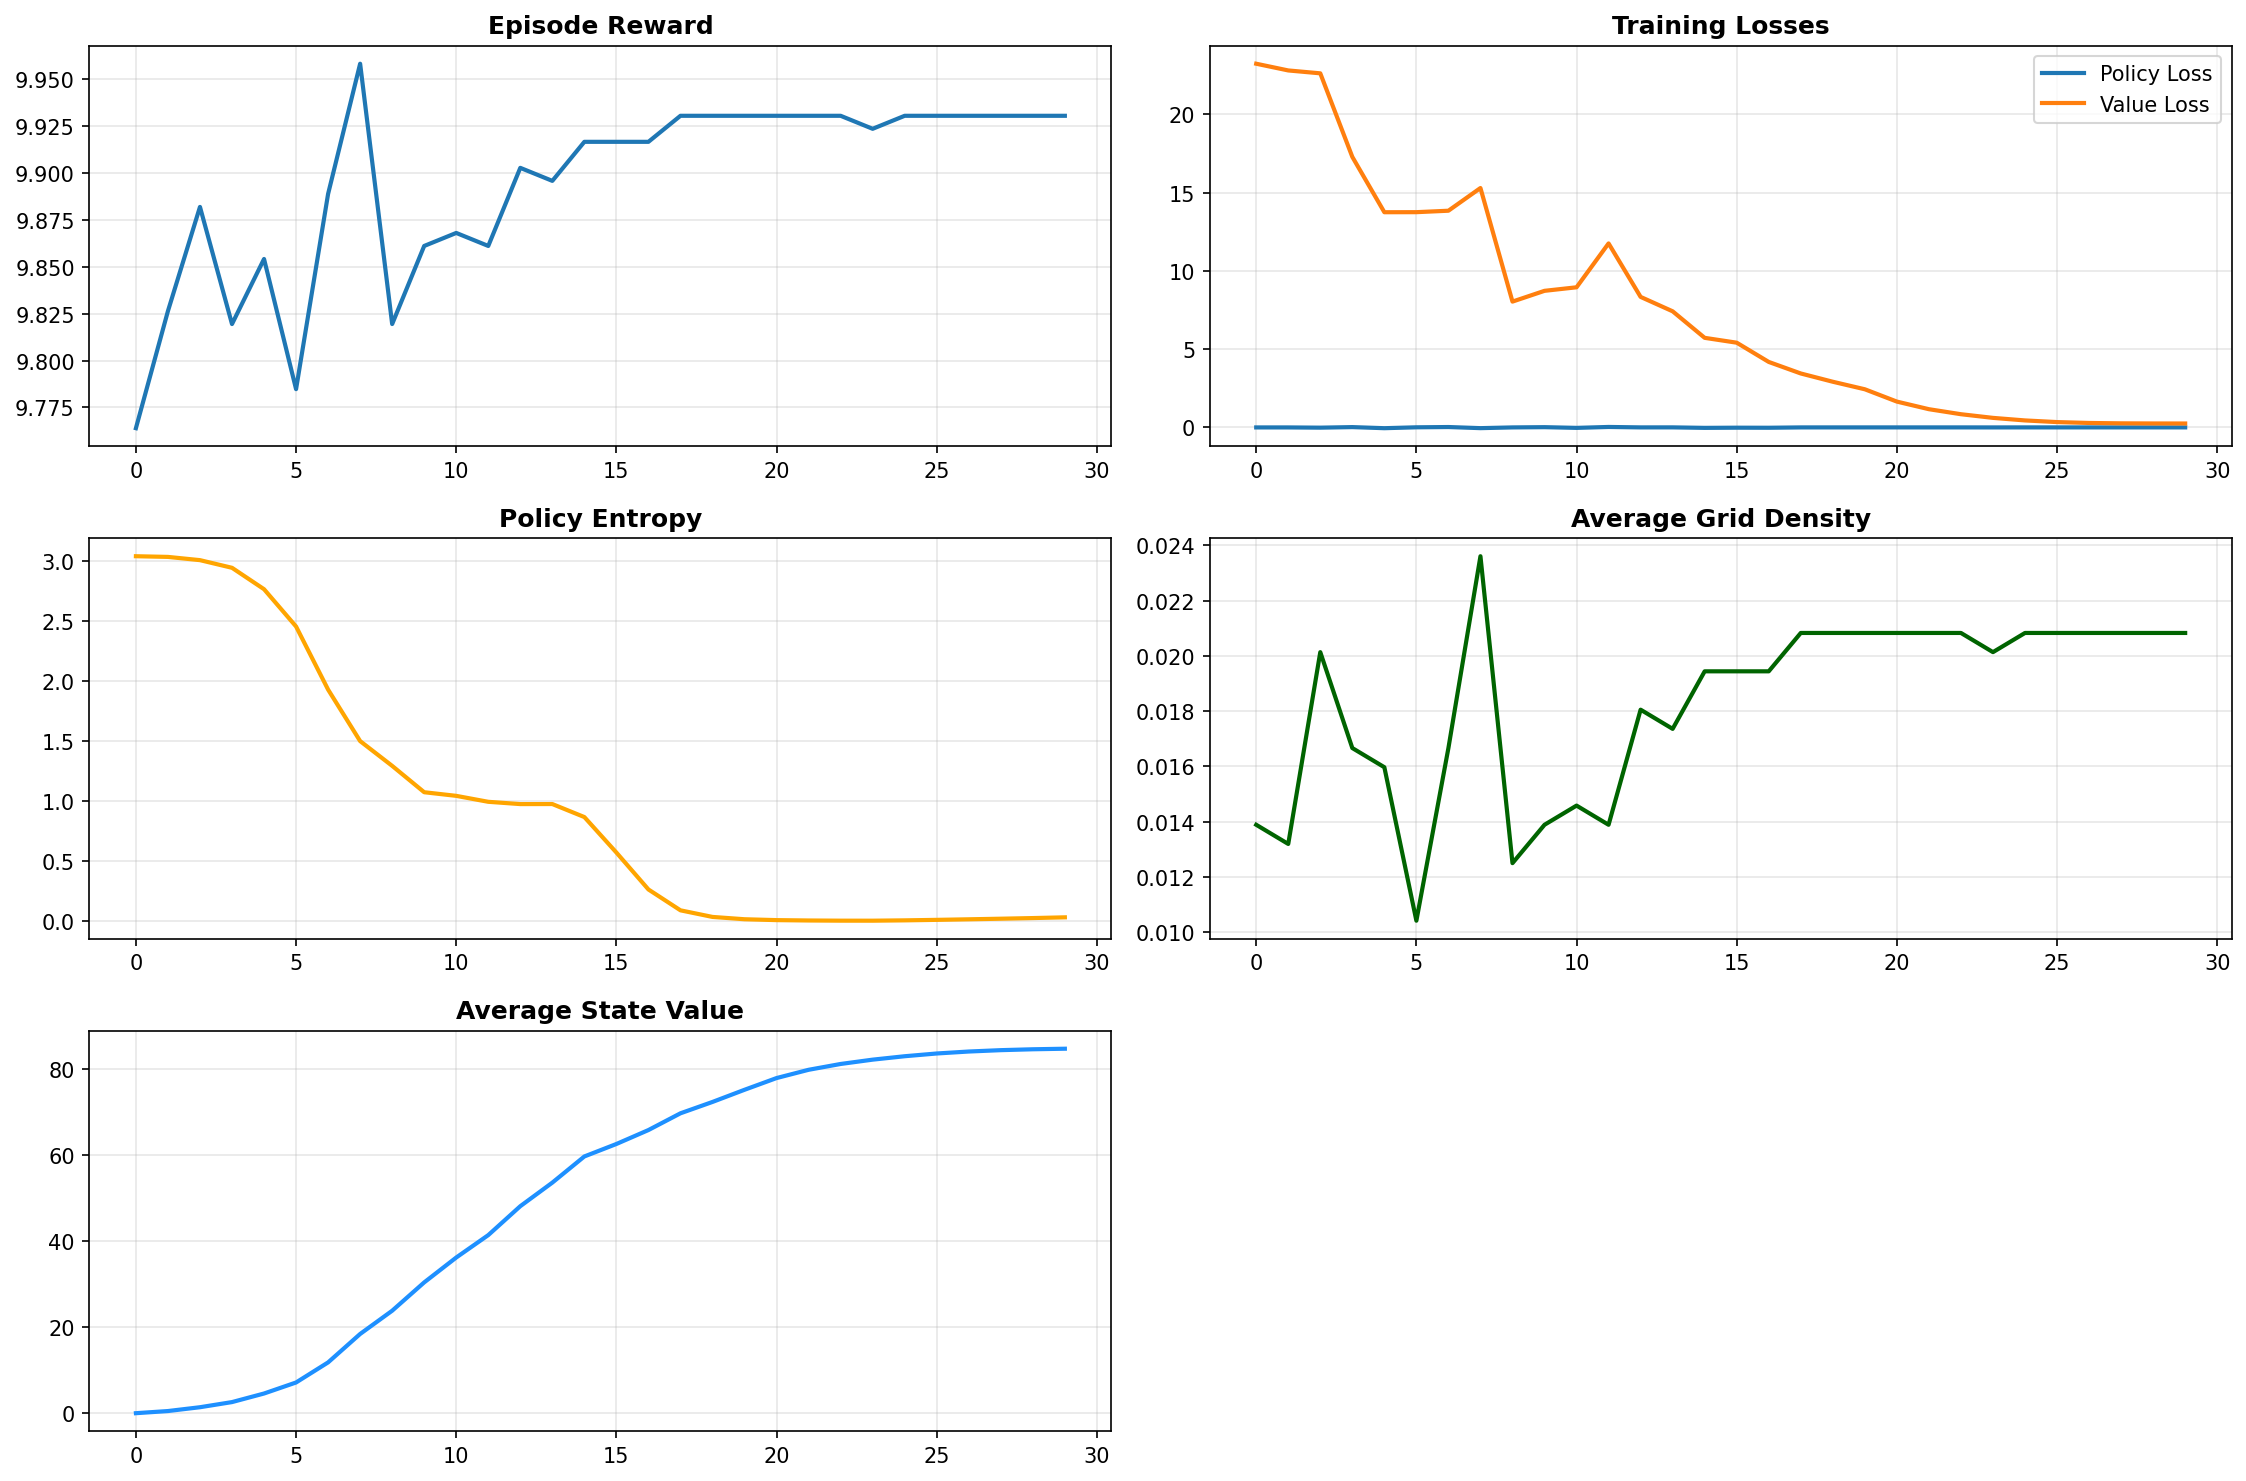 Episode Reward
9.950
9.925
9.900
9.875
9.850
9.825
9.800
9.775
0 5 10 15 20 25 30
Training Losses
Policy Loss
Value Loss
20
15
10
5
0
0 5 10 15 20 25 30
Policy Entropy
3.0
2.5
2.0
1.5
1.0
0.5
0.0
0 5 10 15 20 25 30
Average Grid Density
0.024
0.022
0.020
0.018
0.016
0.014
0.012
0.010
0 5 10 15 20 25 30
Average State Value
80
60
40
20
0
0 5 10 15 20 25 30